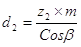 d₂ = z₂ × m / Cosβ